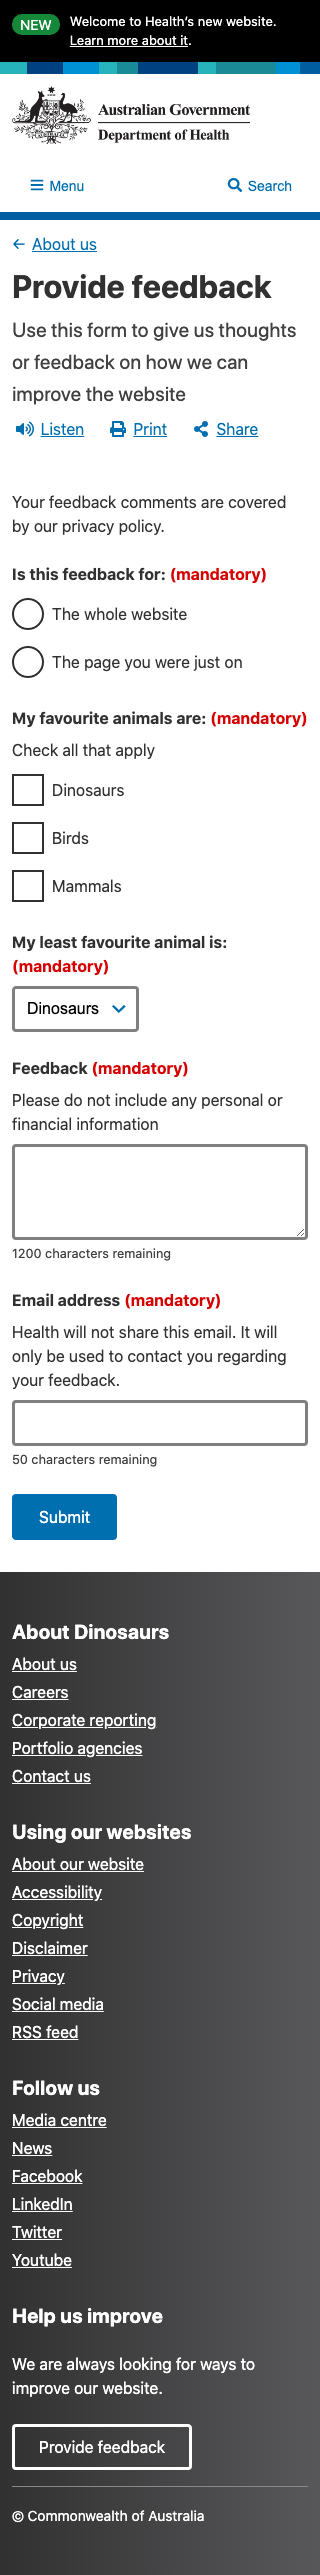 NEW Welcome to Health's new website.
Learn more about it.
Australian Government
Department of Health
Menu
Search
About us
Provide feedback
Use this form to give us thoughts
or feedback on how we can
improve the website
Listen
Print
Share
Your feedback comments are covered
by our privacy policy.
Is this feedback for: (mandatory)
The whole website
The page you were just on
My favourite animals are: (mandatory)
Check all that apply
Dinosaurs
Birds
Mammals
My least favourite animal is:
(mandatory)
Dinosaurs
Feedback (mandatory)
Please do not include any personal or
financial information
1200 characters remaining
Email address (mandatory)
Health will not share this email. It will
only be used to contact you regarding
your feedback.
50 characters remaining
Submit
About Dinosaurs
About us
Careers
Corporate reporting
Portfolio agencies
Contact us
Using our websites
About our website
Accessibility
Copyright
Disclaimer
Privacy
Social media
RSS feed
Follow us
Media centre
News
Facebook
LinkedIn
Twitter
Youtube
Help us improve
We are always looking for ways to
improve our website.
Provide feedback
© Commonwealth of Australia